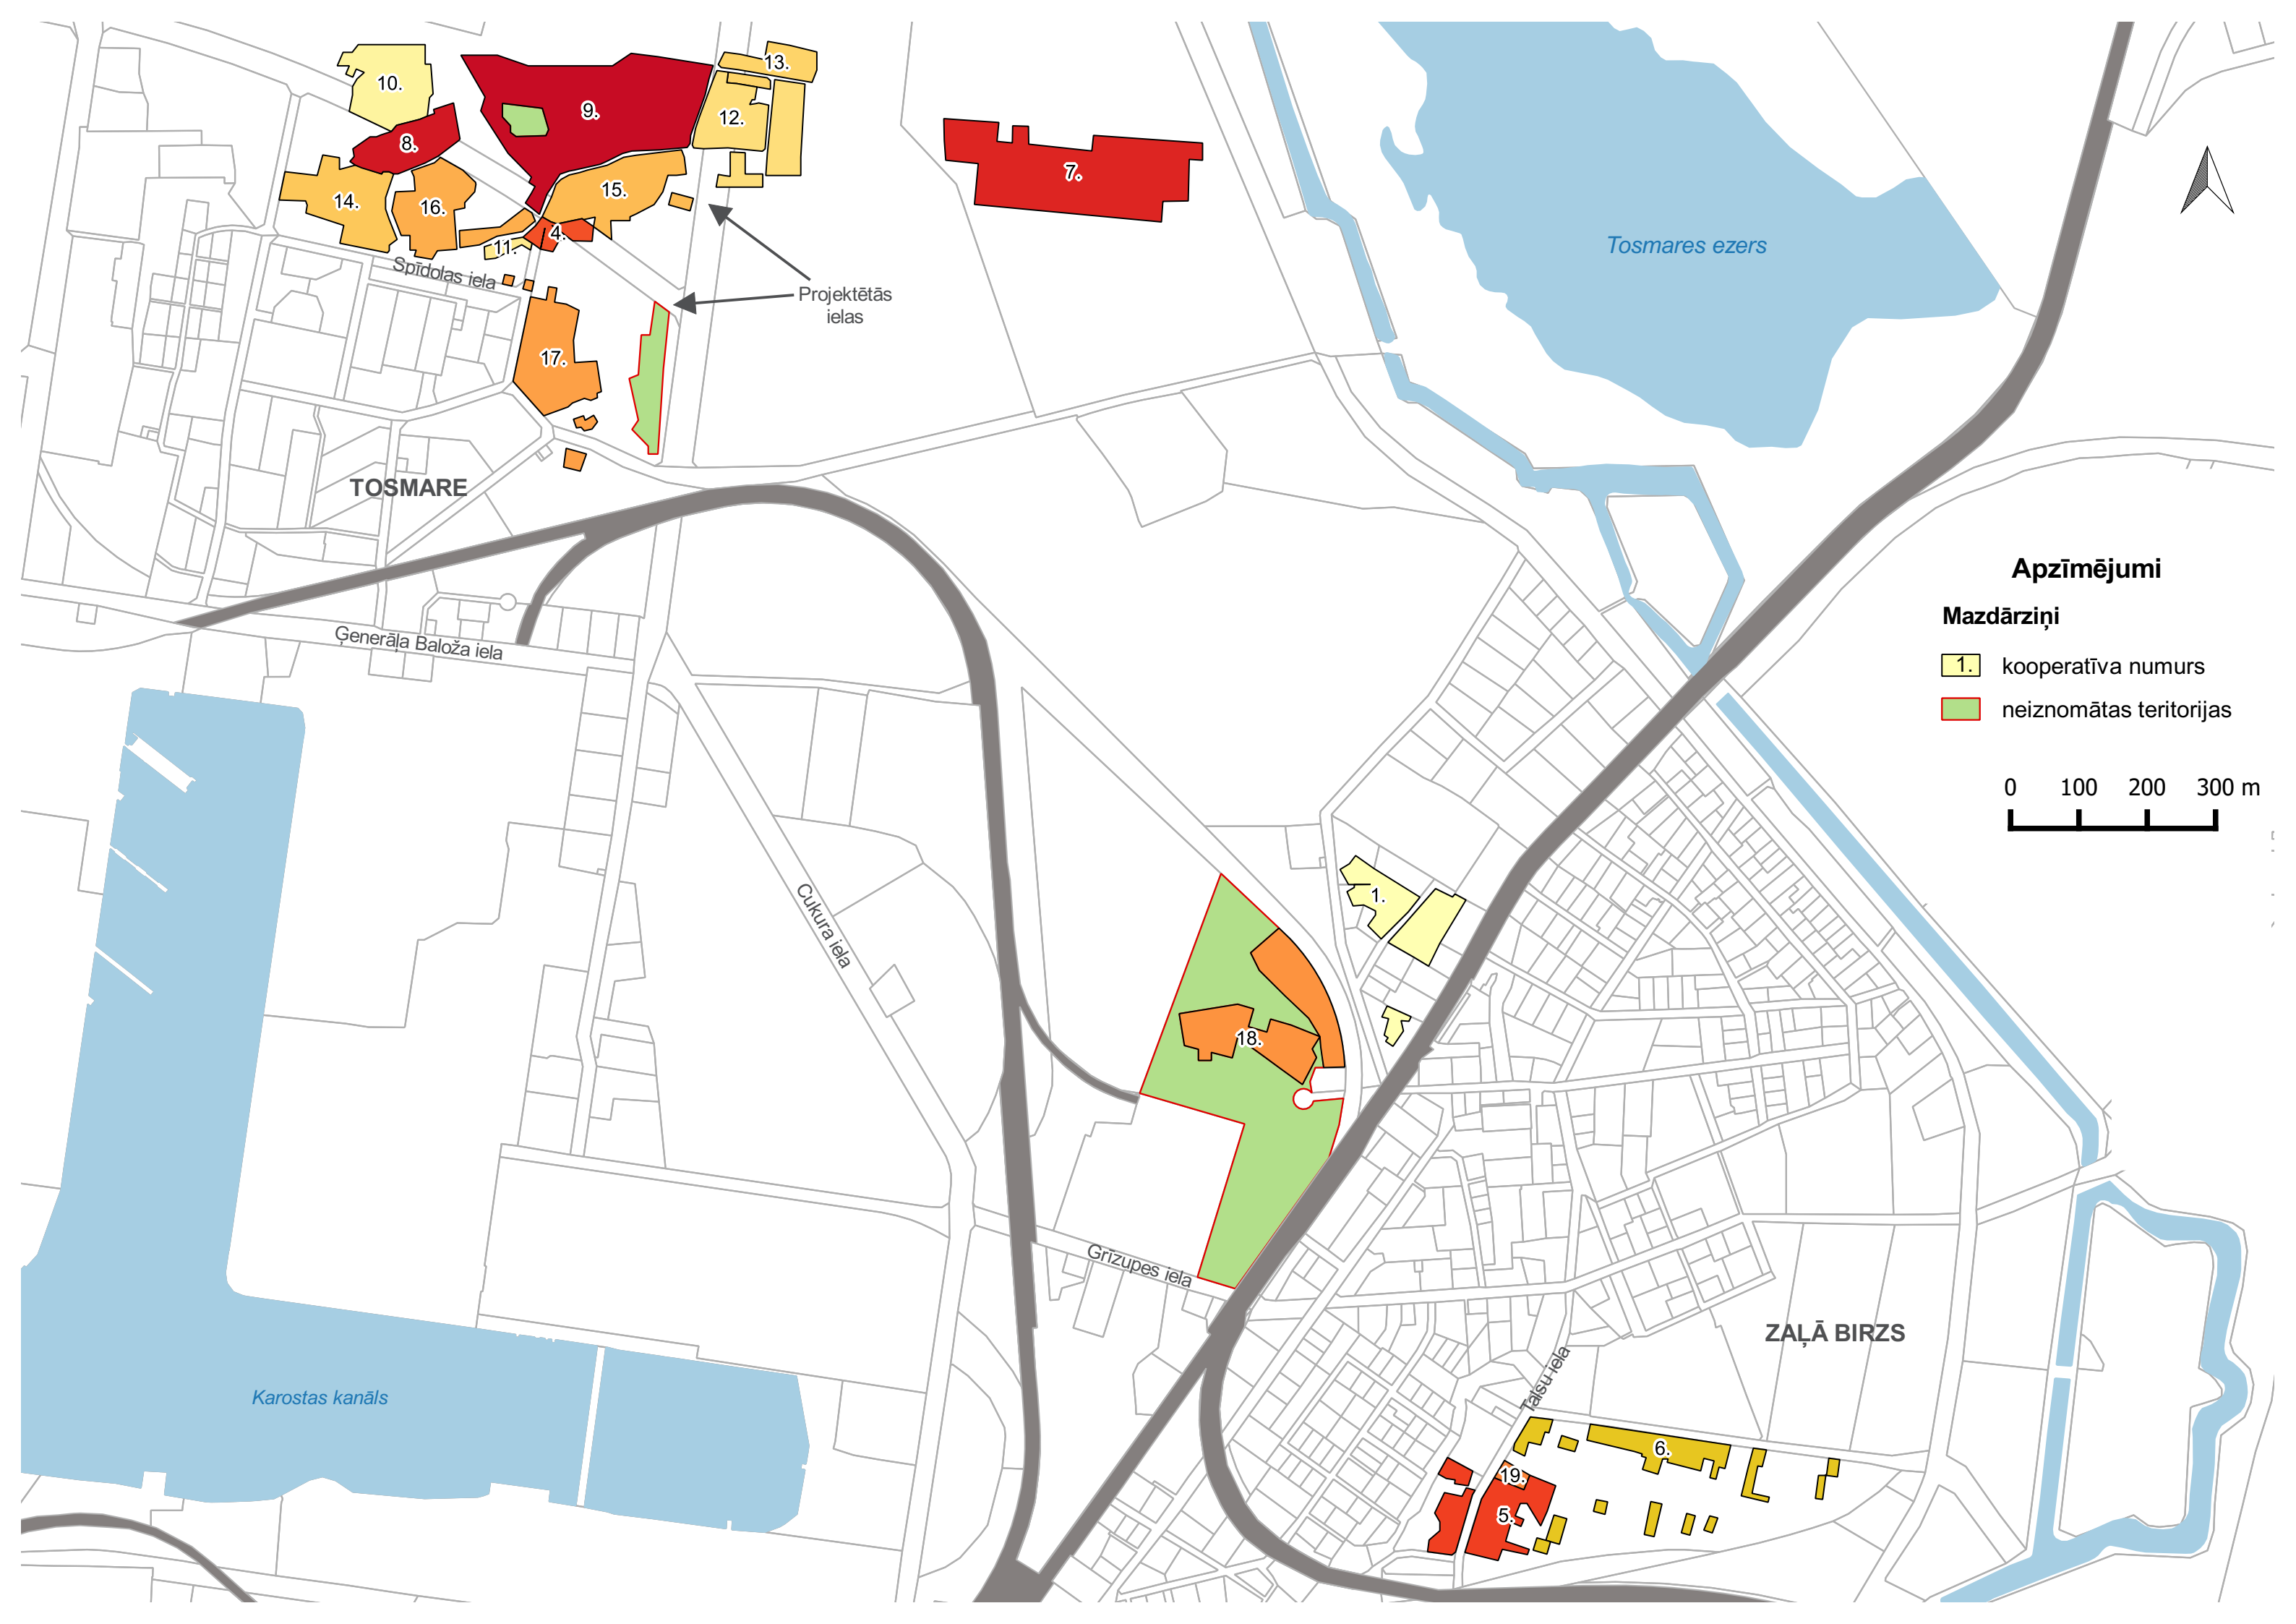 13.
10.
9.
12.
8.
7.
15.
14.
16.
4.
11.
Tosmares ezers
Spīdolas iela
Projektētās
ielas
17.
TOSMARE
Apzīmējumi
Mazdārziņi
Ģenerāļa Baloža iela
1. kooperatīva numurs
neiznomātas teritorijas
0 100 200 300 m
1.
Cukura iela
18.
Grīzupes iela
ZAĻĀ BIRZS
Talsu iela
Karostas kanāls
6.
19.
5.